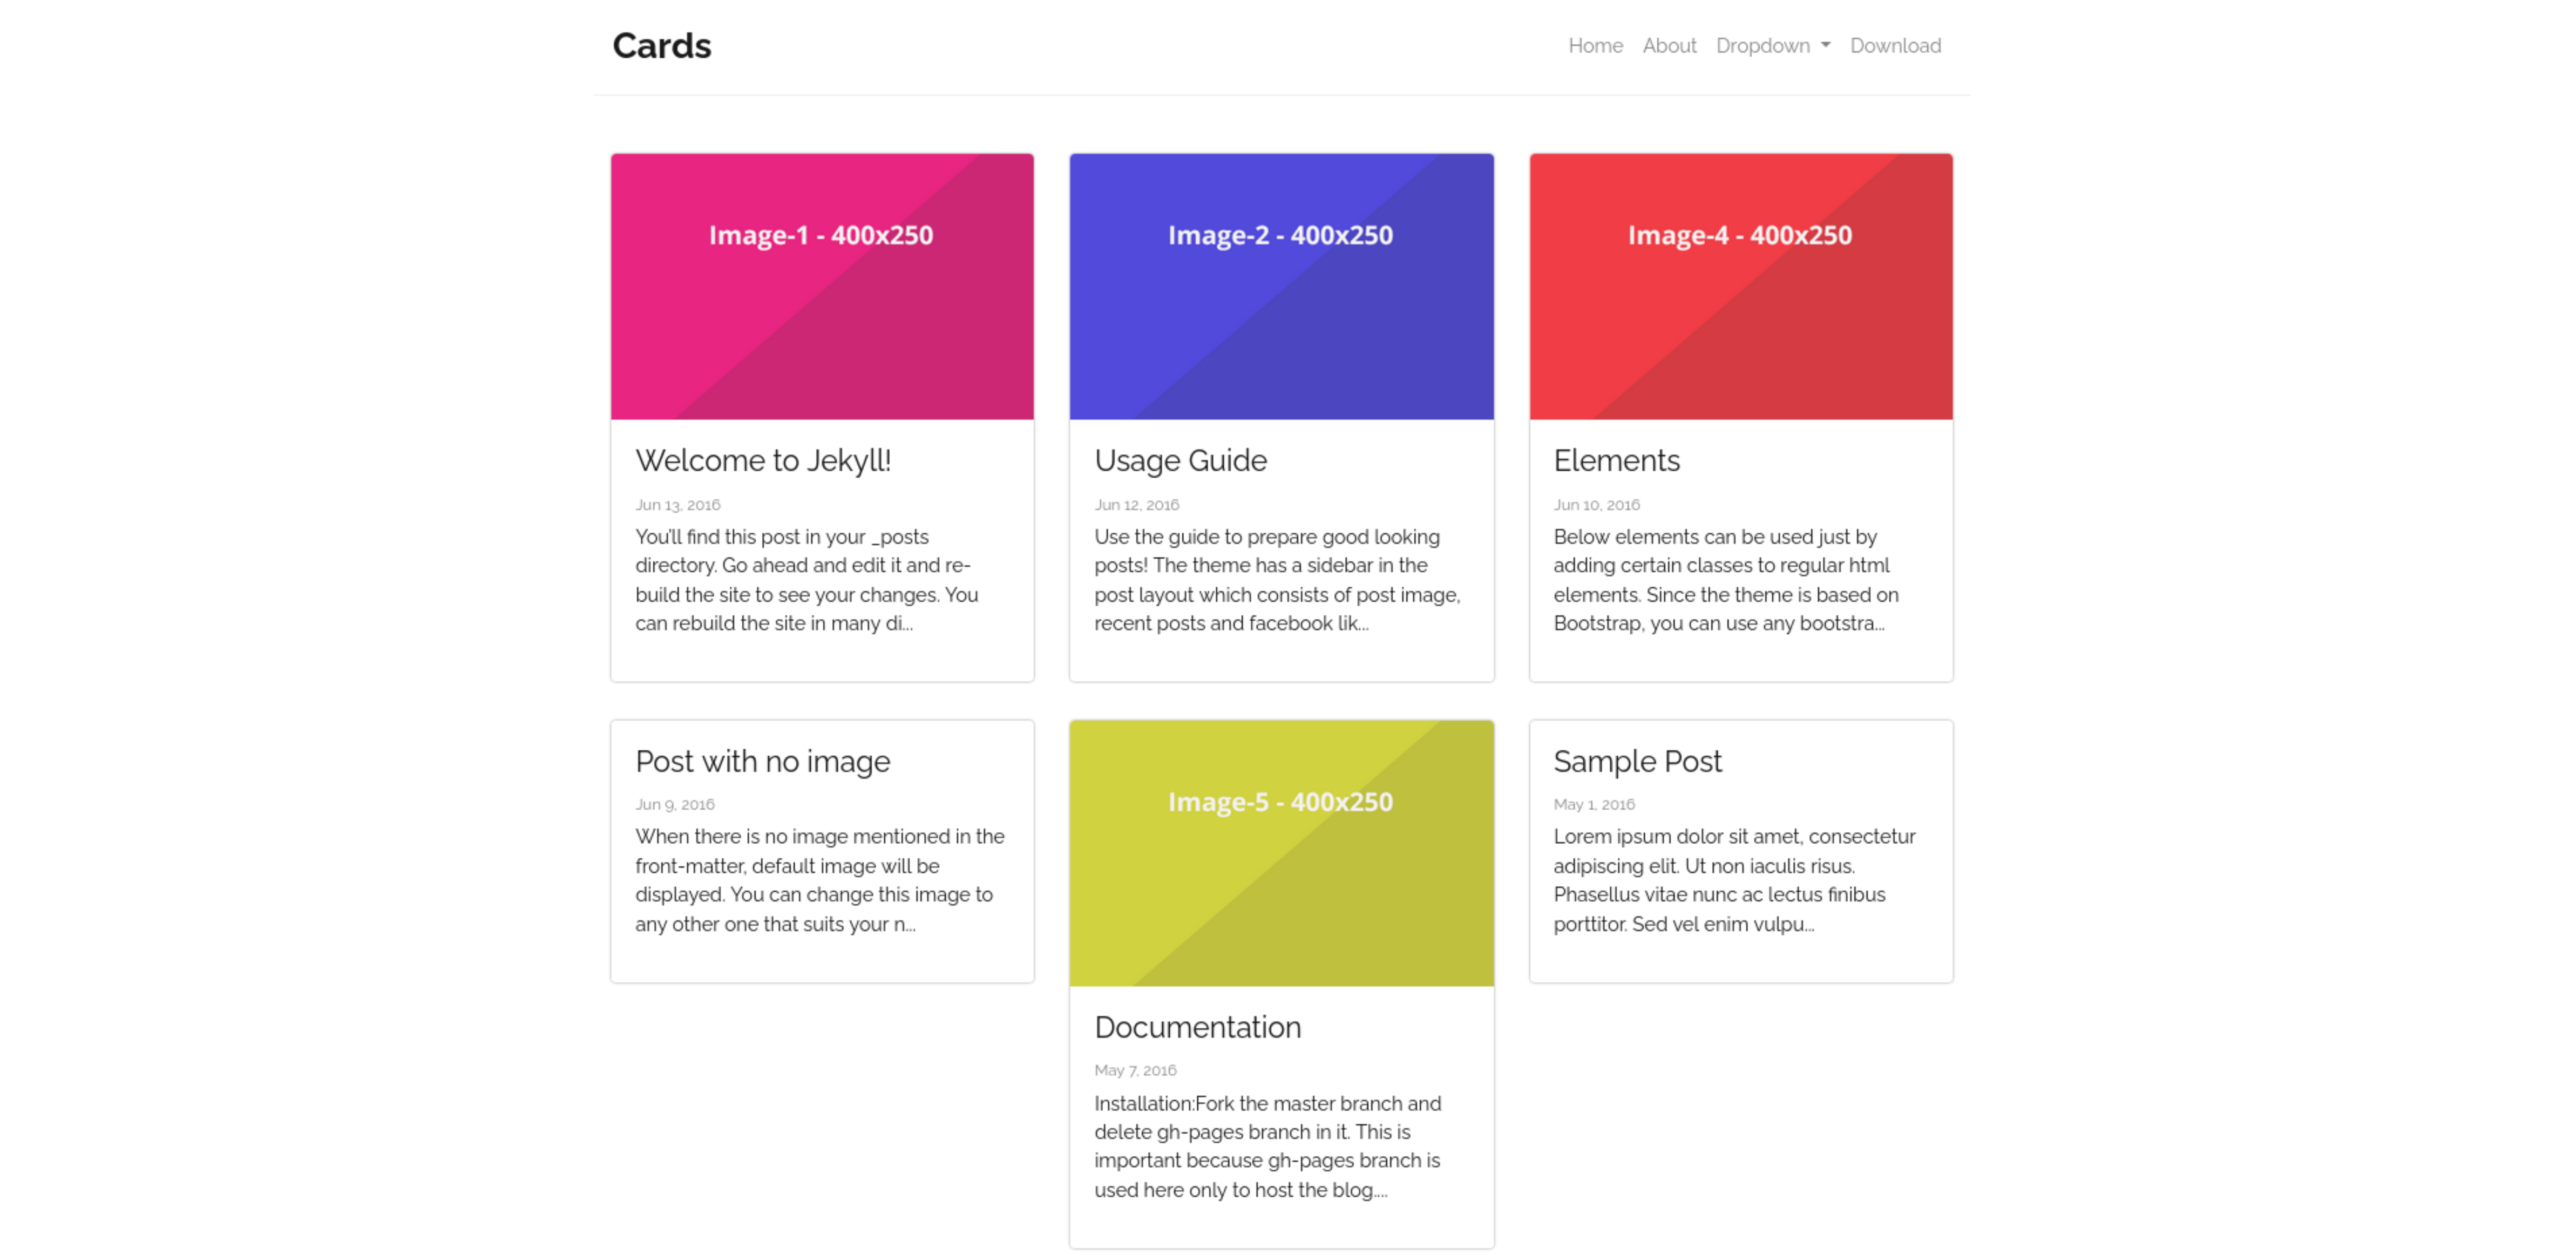 Cards
Home About Dropdown Download
Image-1 - 400x250
Welcome to Jekyll!
Jun 13, 2016
You'll find this post in your _posts
directory. Go ahead and edit it and re-
build the site to see your changes. You
can rebuild the site in many di...
Image-2 - 400x250
Usage Guide
Jun 12, 2016
Use the guide to prepare good looking
posts! The theme has a sidebar in the
post layout which consists of post image,
recent posts and facebook lik...
Image-4 - 400x250
Elements
Jun 10, 2016
Below elements can be used just by
adding certain classes to regular html
elements. Since the theme is based on
Bootstrap, you can use any bootstra...
Post with no image
Jun 9, 2016
When there is no image mentioned in the
front-matter, default image will be
displayed. You can change this image to
any other one that suits your n...
Image-5 - 400x250
Documentation
May 7, 2016
Installation:Fork the master branch and
delete gh-pages branch in it. This is
important because gh-pages branch is
used here only to host the blog....
Sample Post
May 1, 2016
Lorem ipsum dolor sit amet, consectetur
adipiscing elit. Ut non iaculis risus.
Phasellus vitae nunc ac lectus finibus
porttitor. Sed vel enim vulpu...